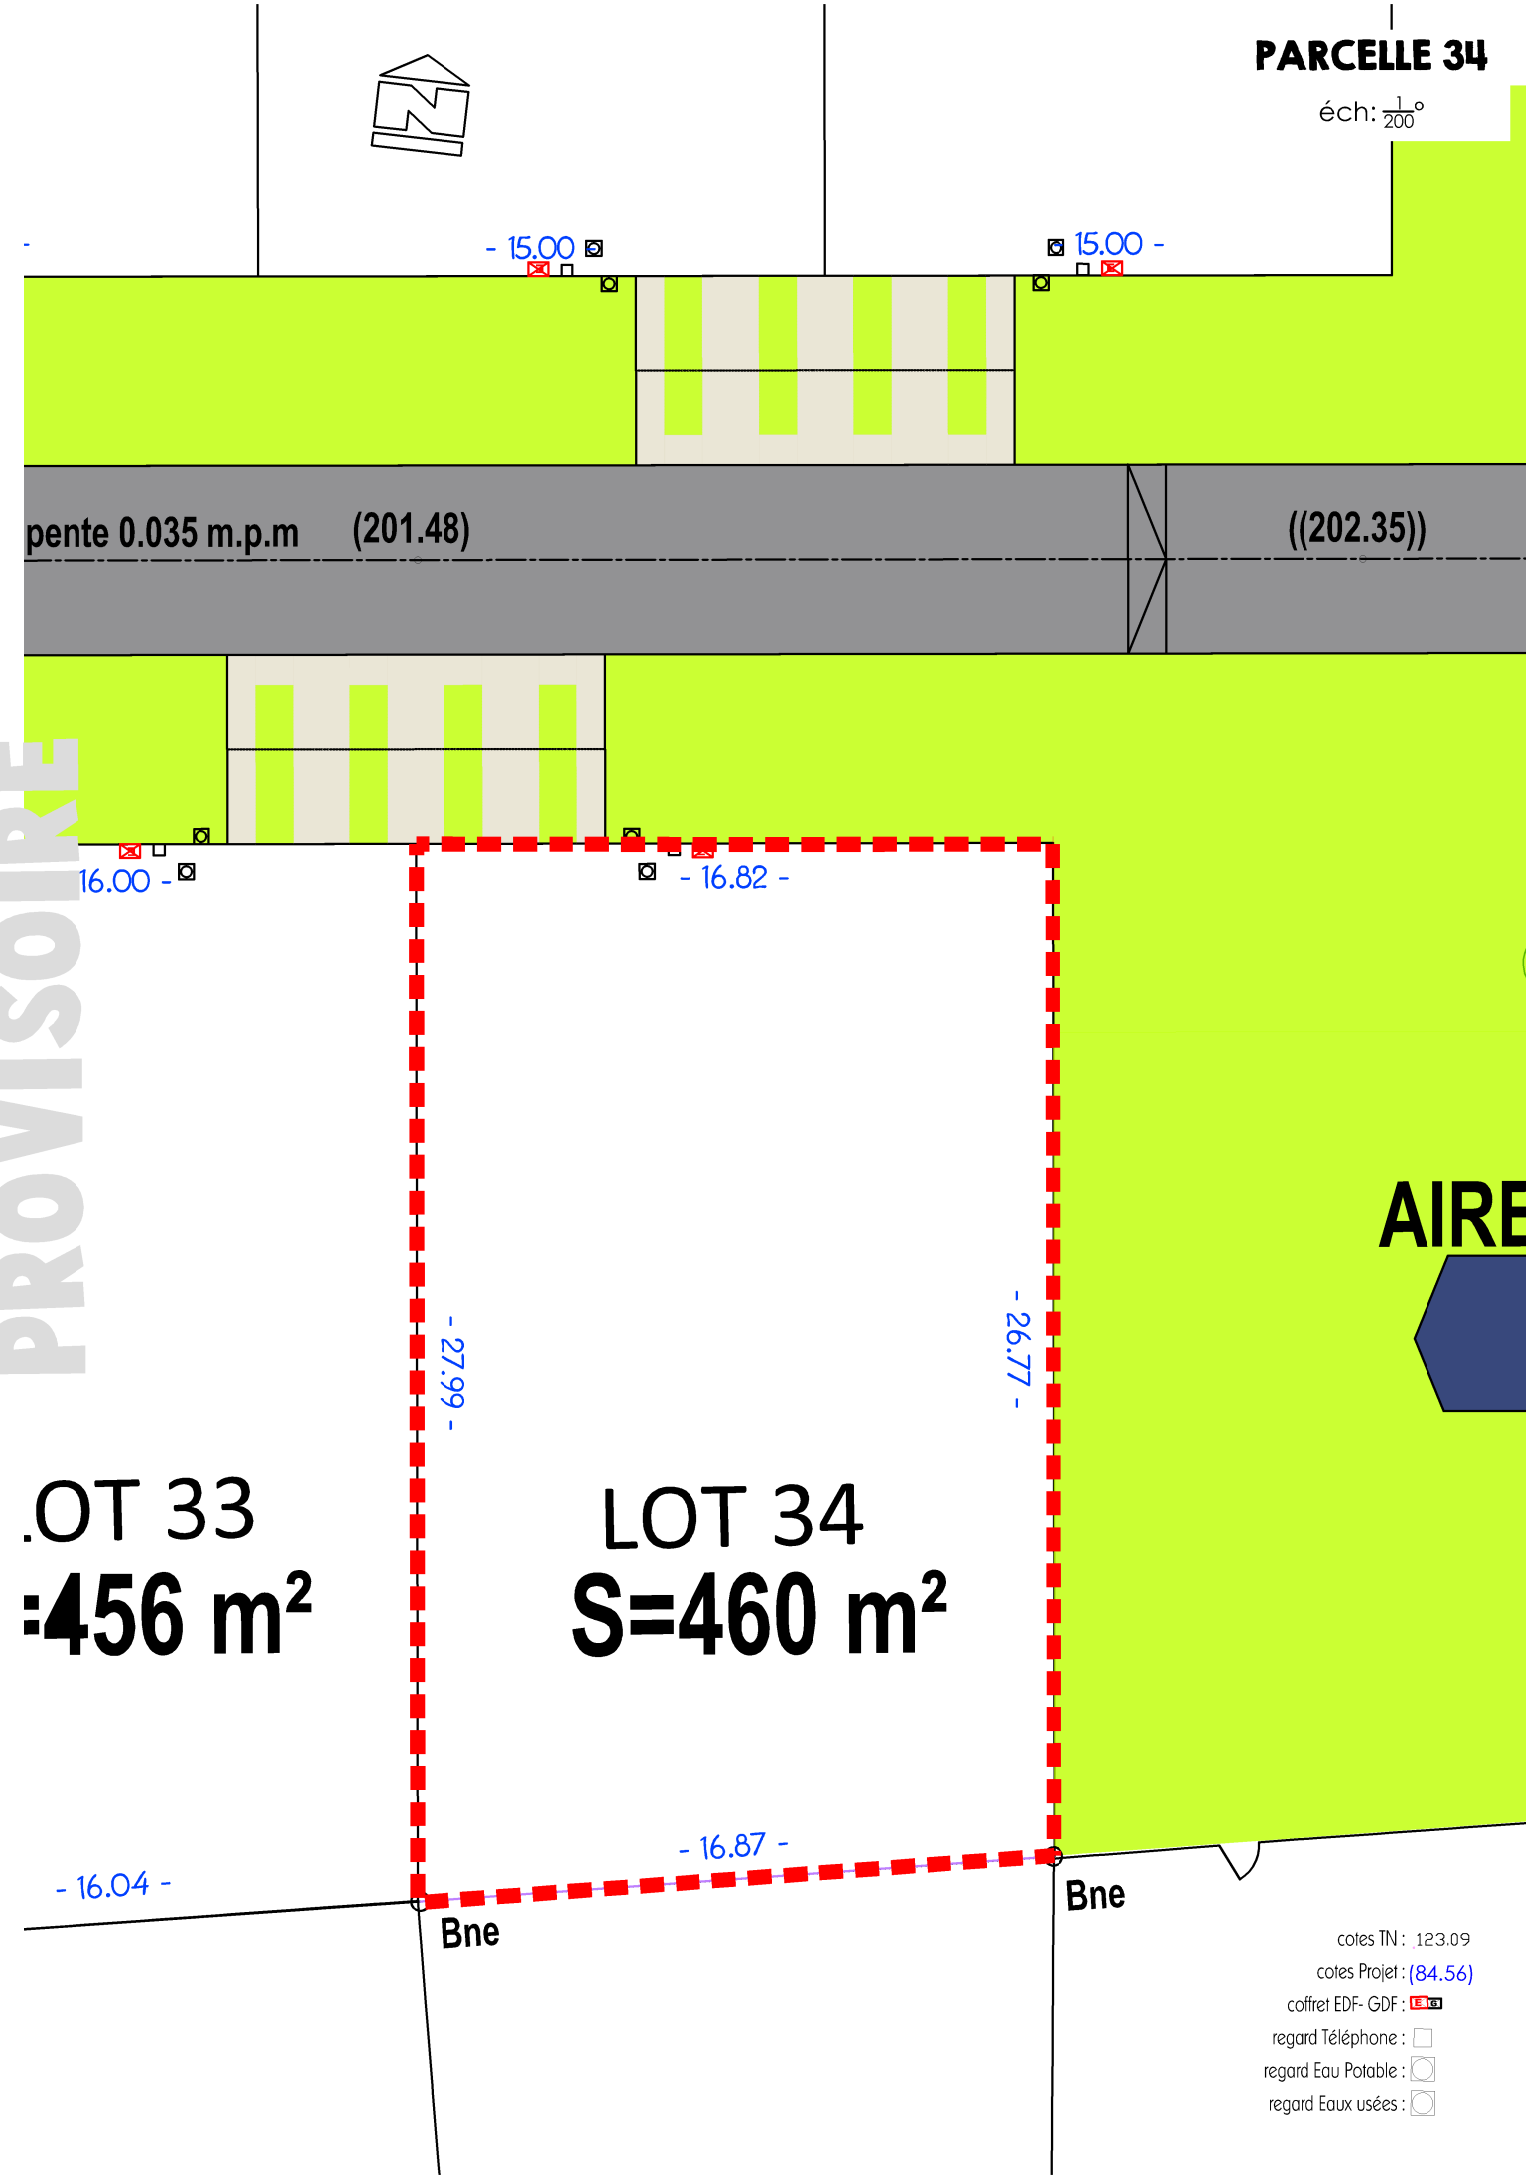 PARCELLE 34
éch: 1/200°
- 15.00 -
- 15.00 -
pente 0.035 m.p.m
(201.48)
((202.35))
16.00 -
- 16.82 -
PROVISOIRE
AIRE
- 27.99 -
- 26.77 -
LOT 34
S=460 m²
OT 33
=456 m²
- 16.87 -
- 16.04 -
Bne
Bne
cotes TN : 123.09
cotes Projet : (84.56)
coffret EDF- GDF : E G
regard Téléphone :
regard Eau Potable :
regard Eaux usées :